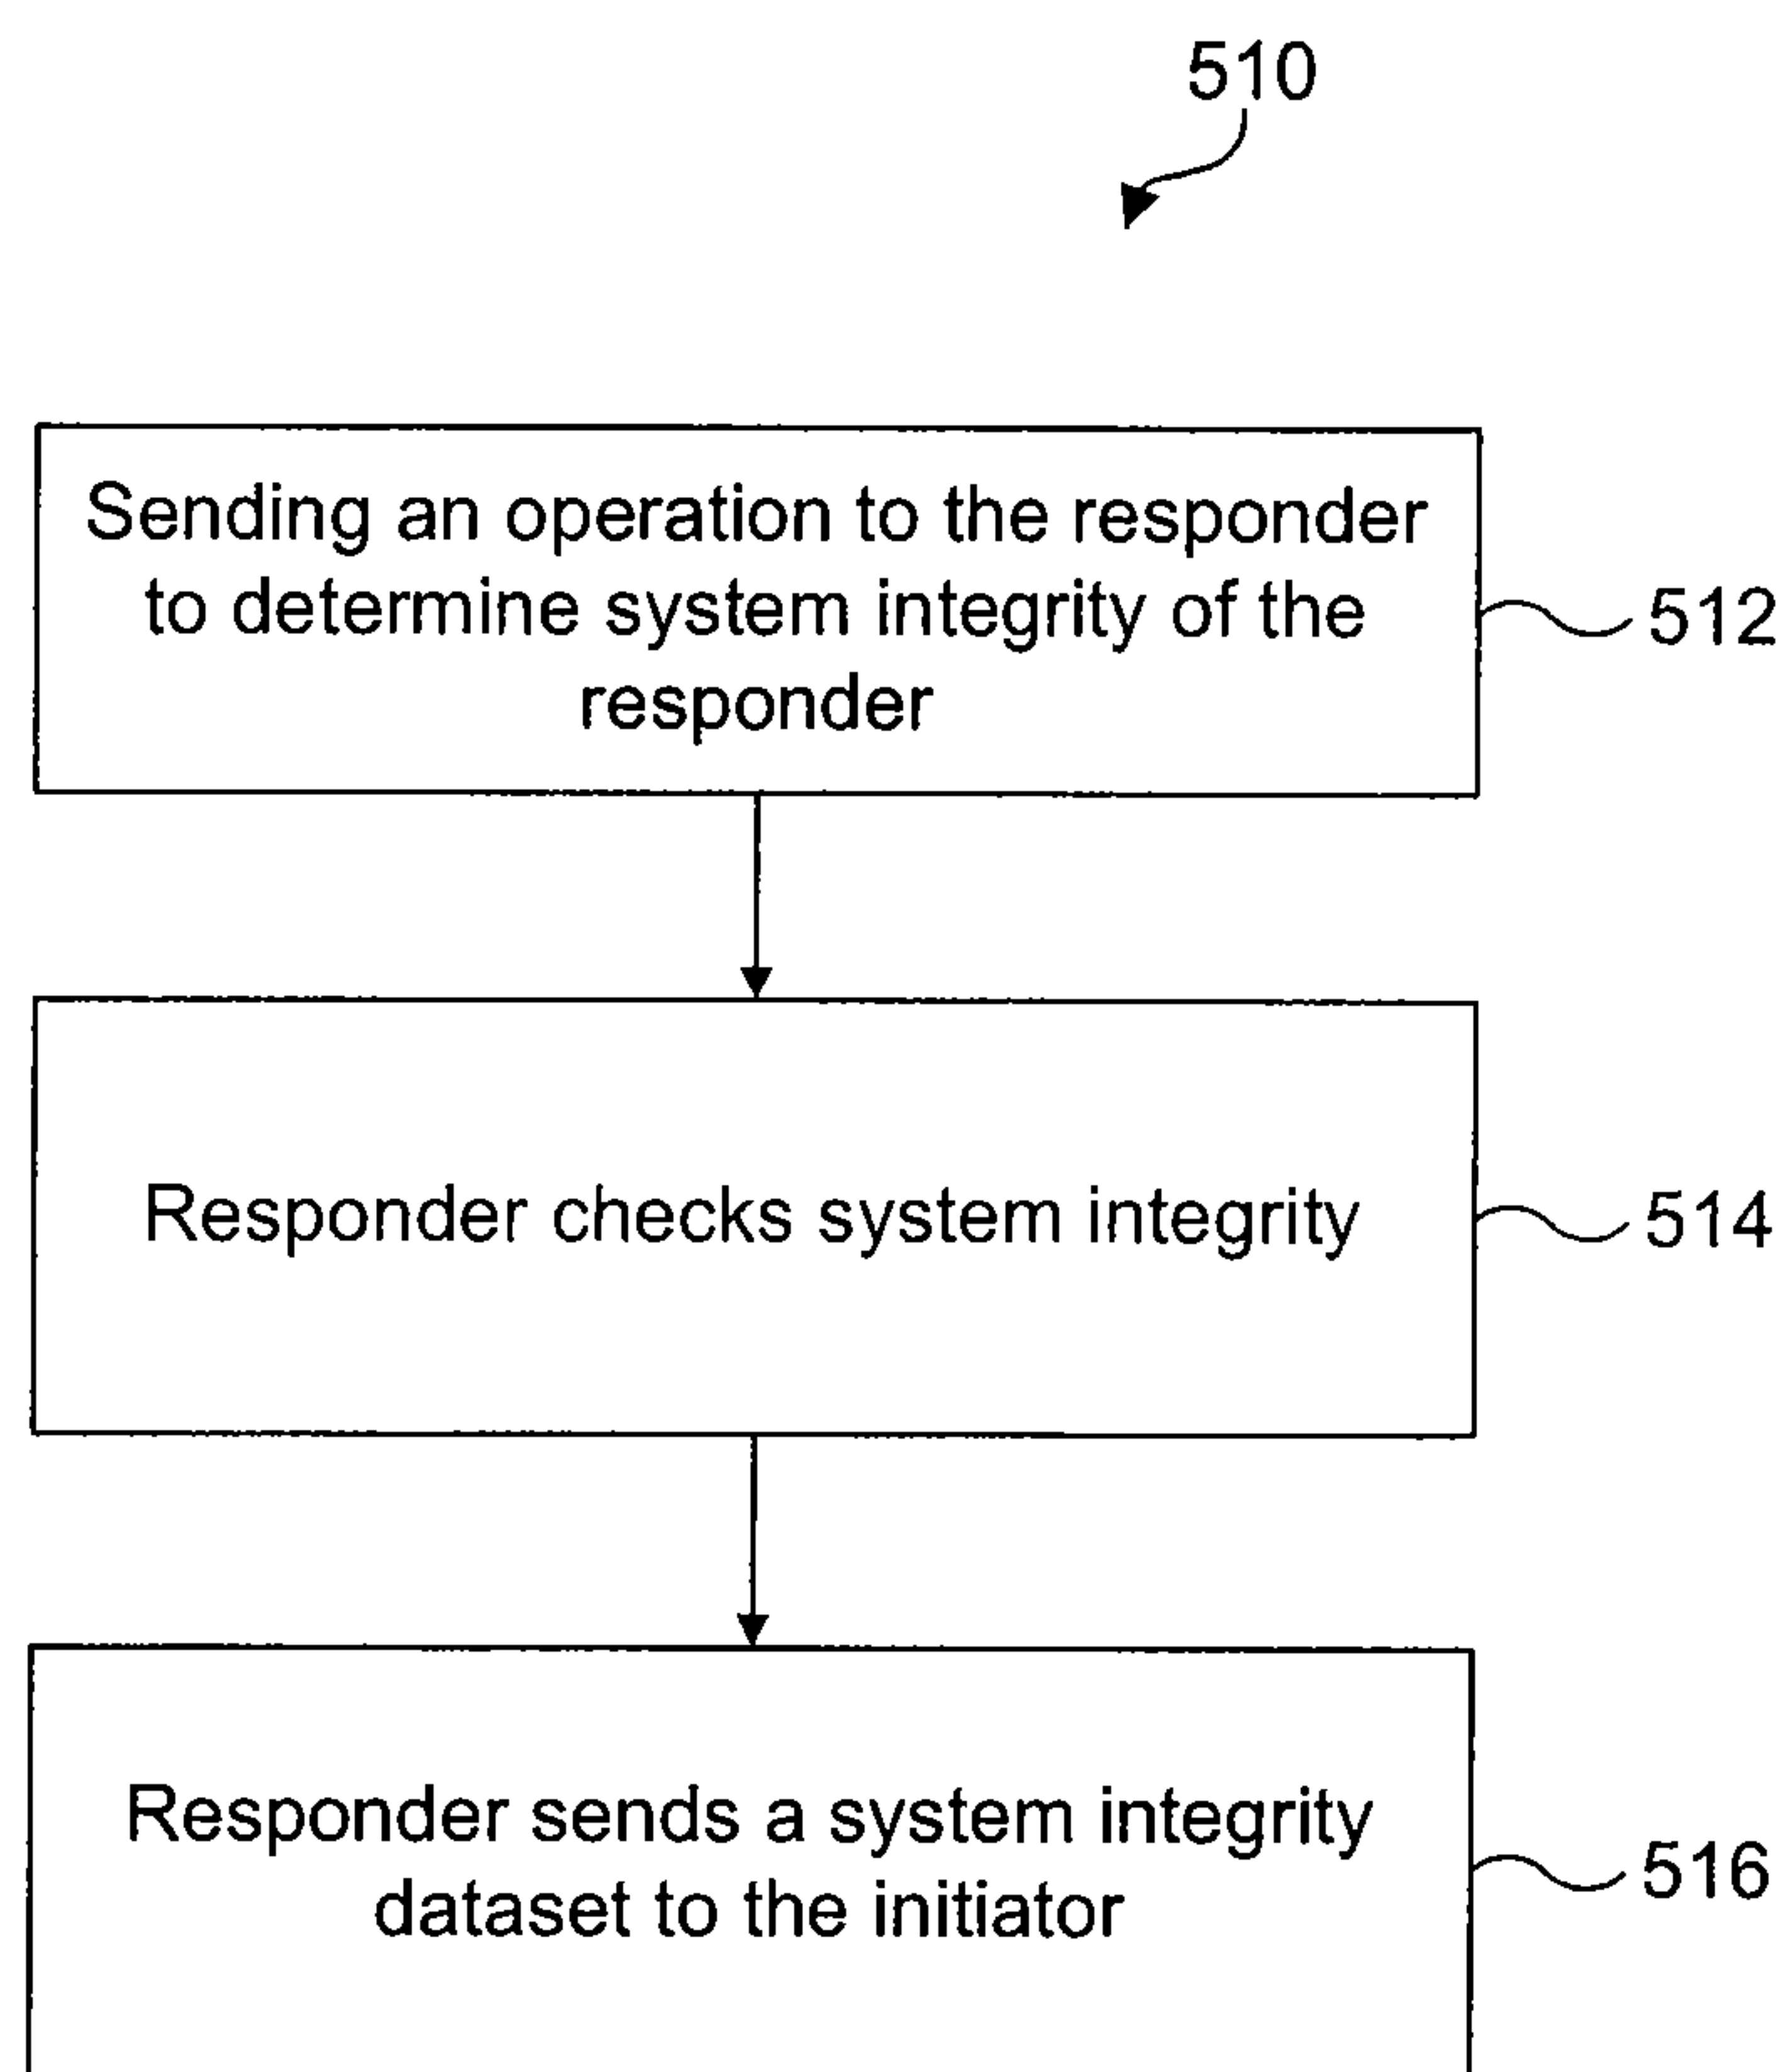 510
Sending an operation to the responder
to determine system integrity of the
responder
512
Responder checks system integrity
514
Responder sends a system integrity
dataset to the initiator
516